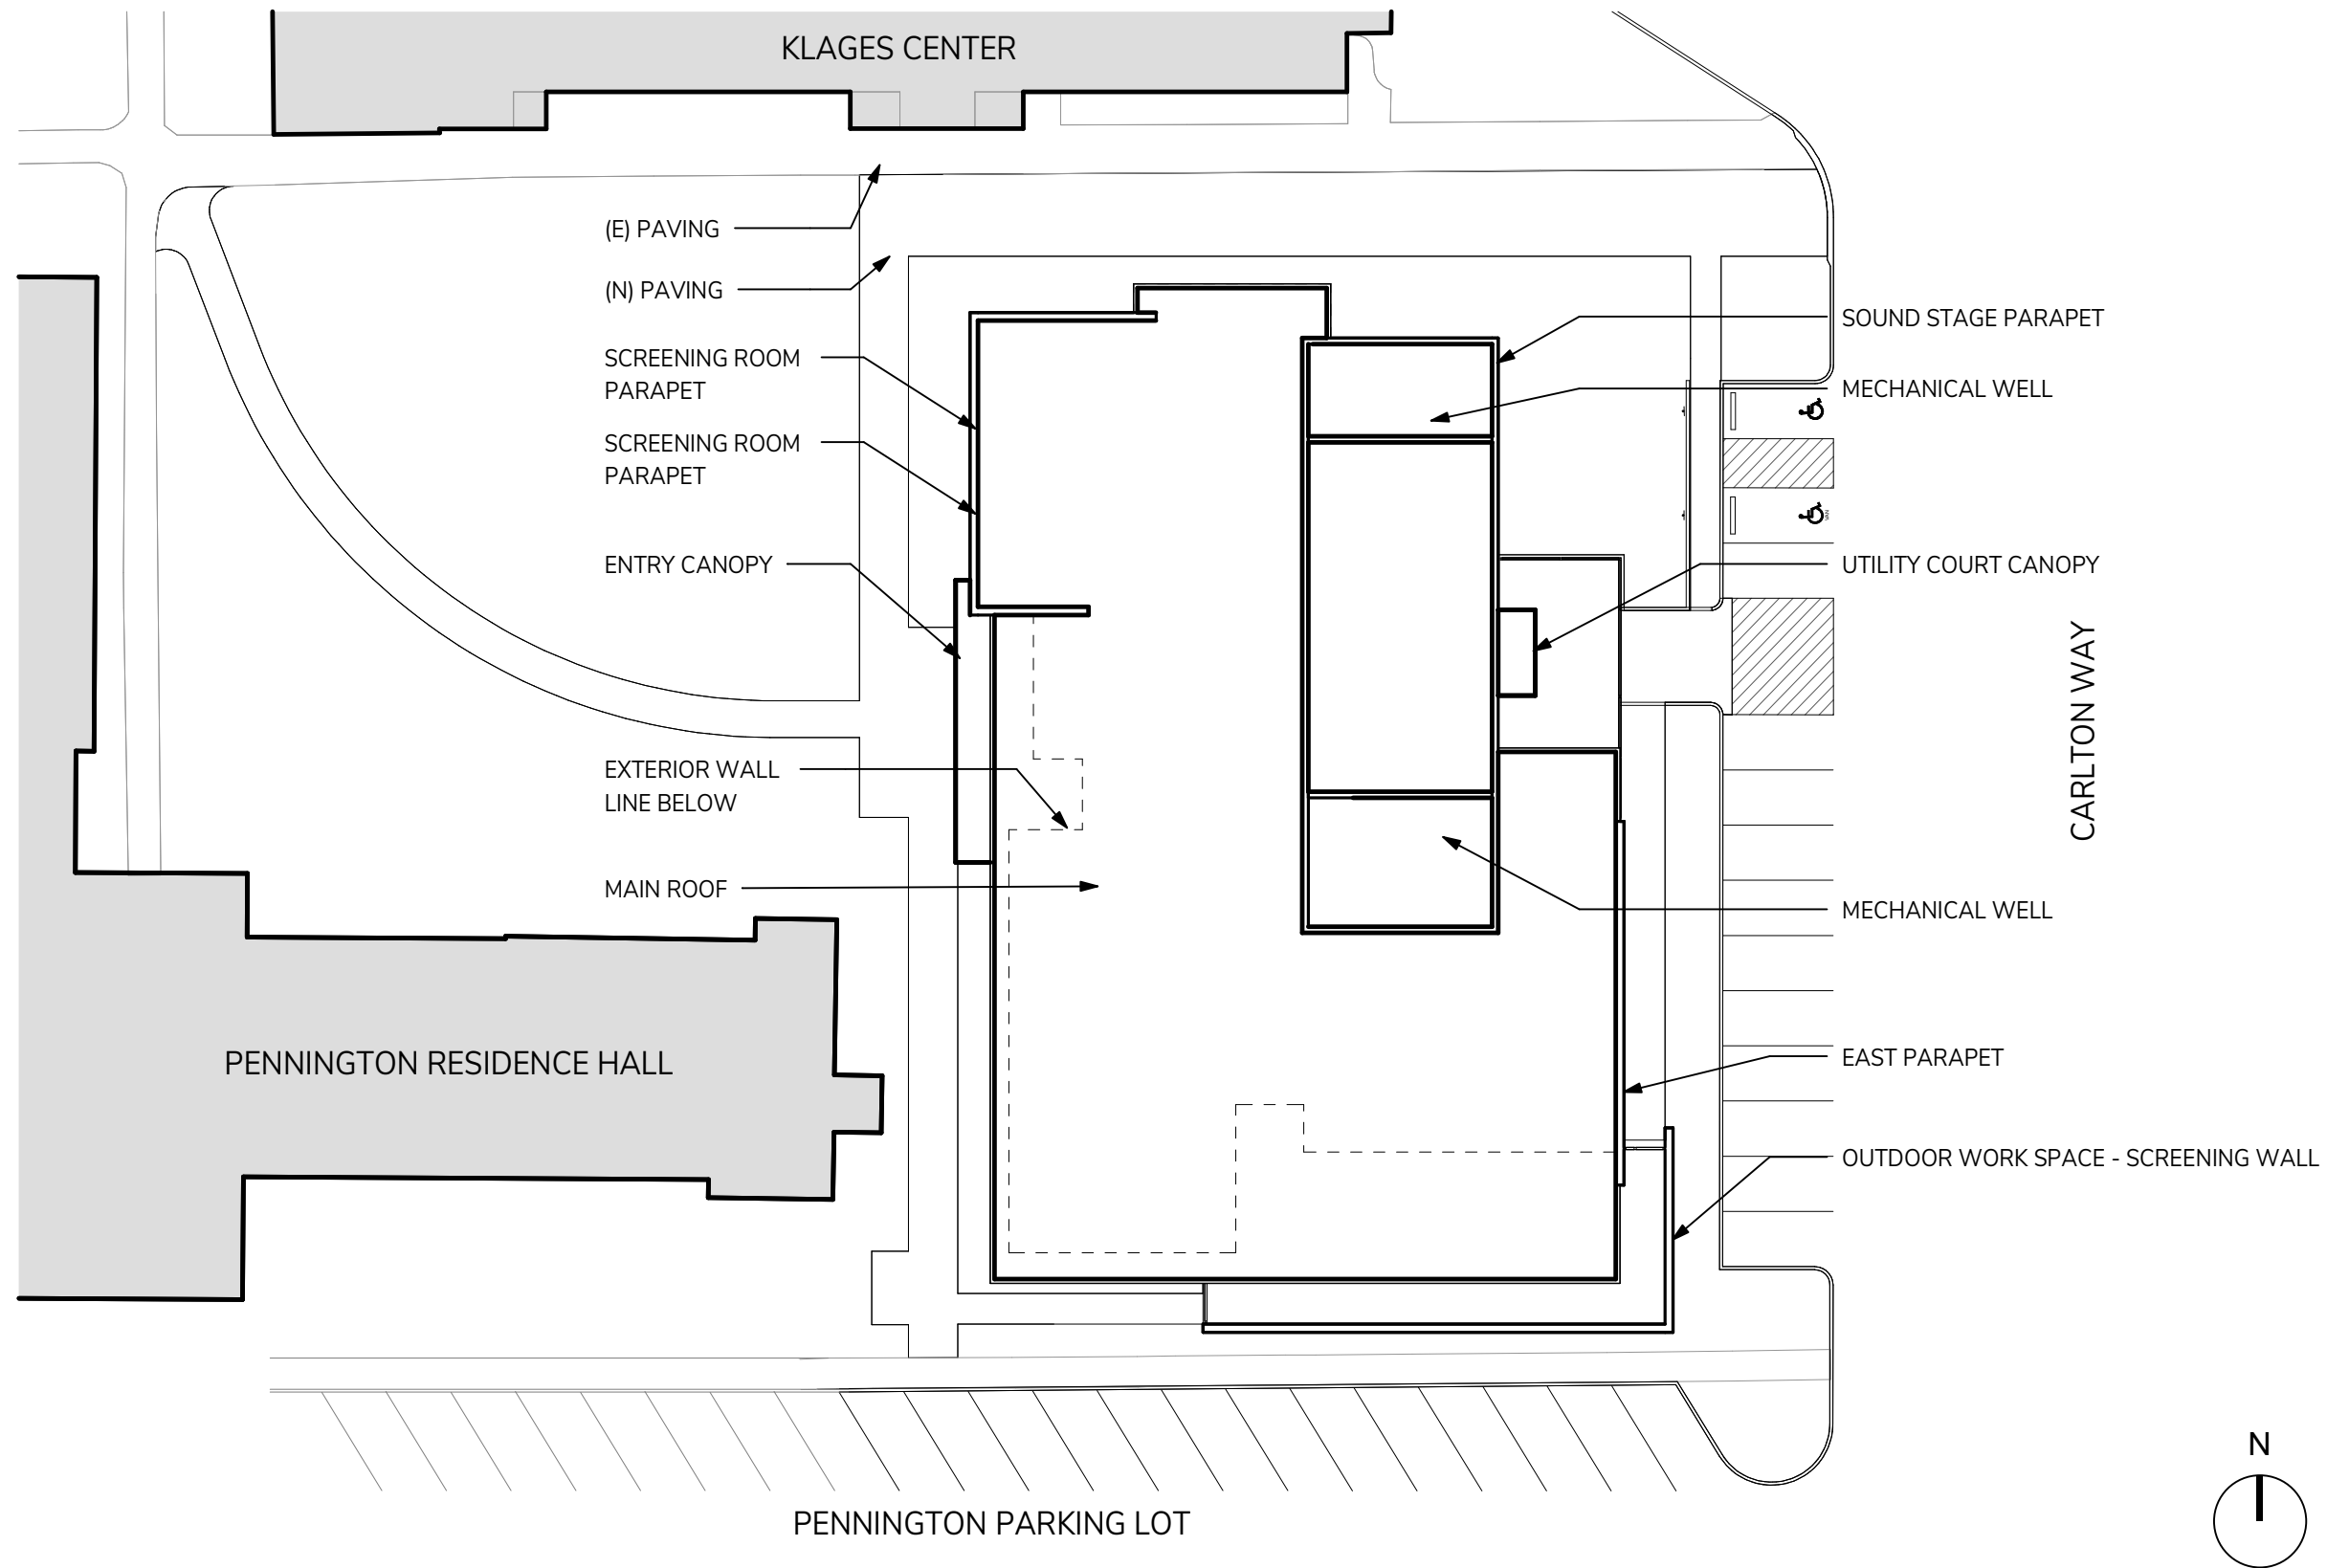 KLAGES CENTER
(E) PAVING
(N) PAVING
SCREENING ROOM
PARAPET
SCREENING ROOM
PARAPET
ENTRY CANOPY
EXTERIOR WALL
LINE BELOW
MAIN ROOF
SOUND STAGE PARAPET
MECHANICAL WELL
VAN
UTILITY COURT CANOPY
CARLTON WAY
MECHANICAL WELL
EAST PARAPET
OUTDOOR WORK SPACE - SCREENING WALL
PENNINGTON RESIDENCE HALL
PENNINGTON PARKING LOT
N